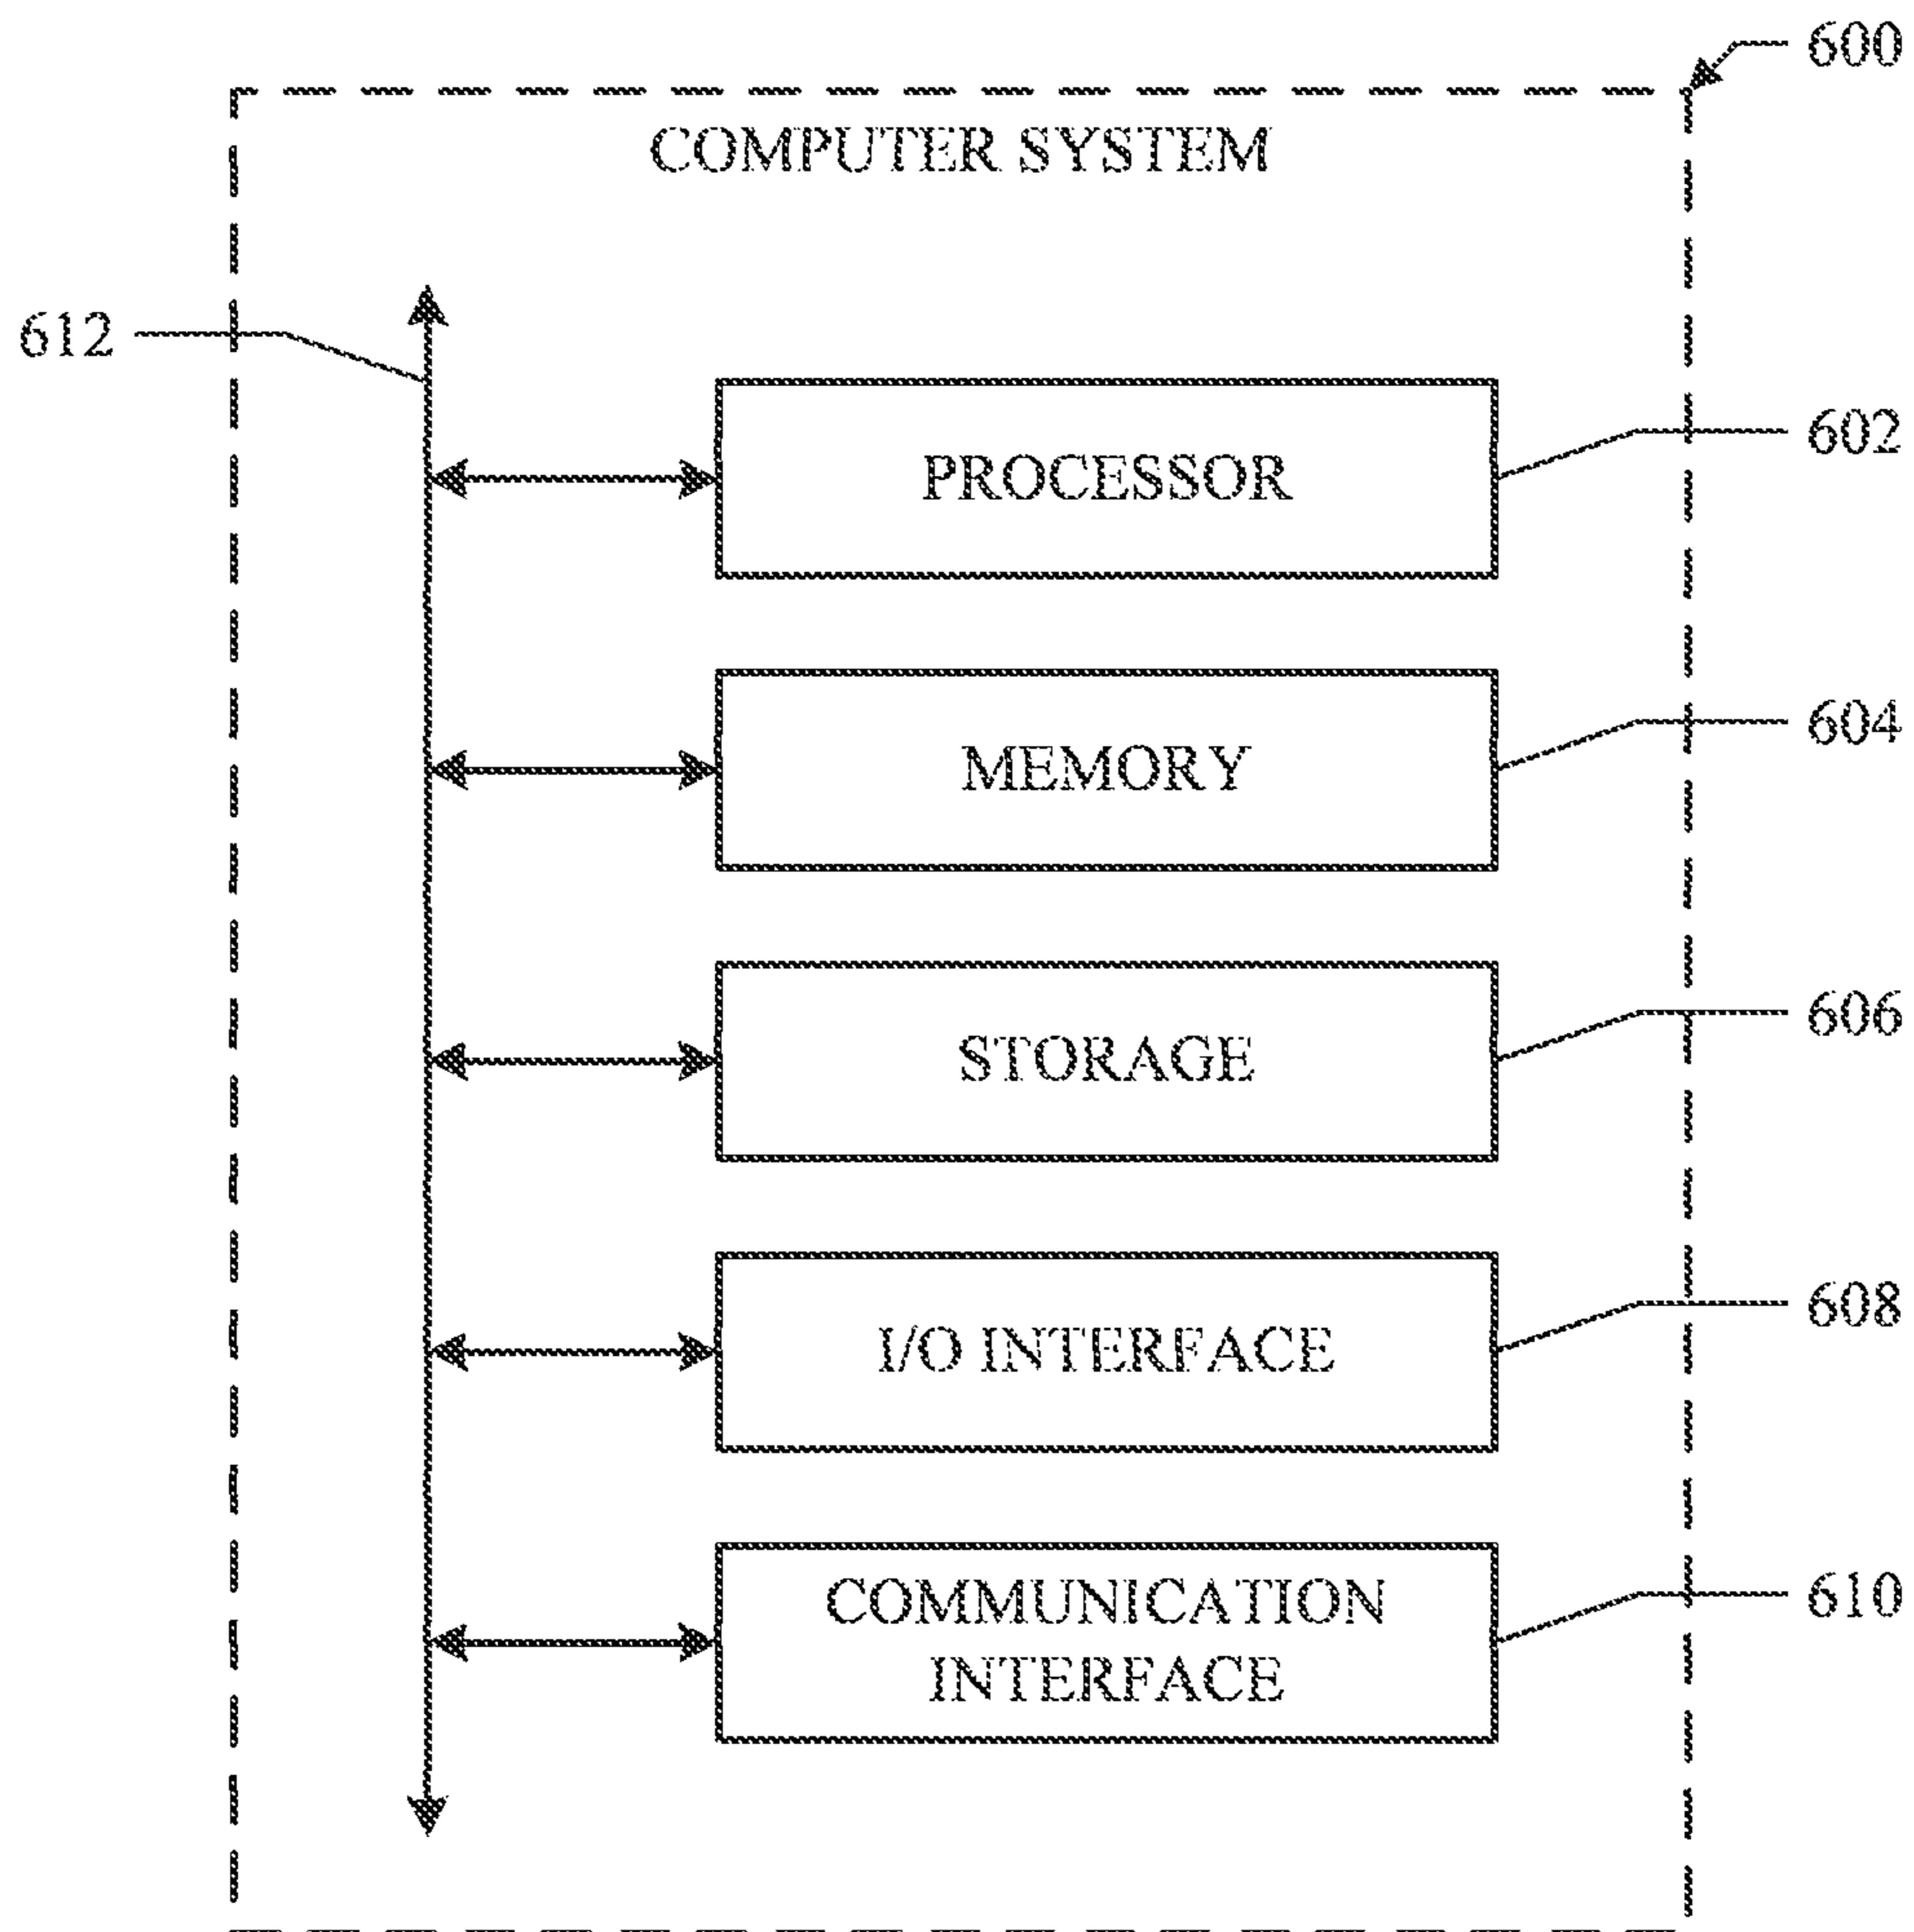 600
COMPUTER SYSTEM
612
602
PROCESSOR
604
MEMORY
606
STORAGE
608
I/O INTERFACE
610
COMMUNICATION
INTERFACE